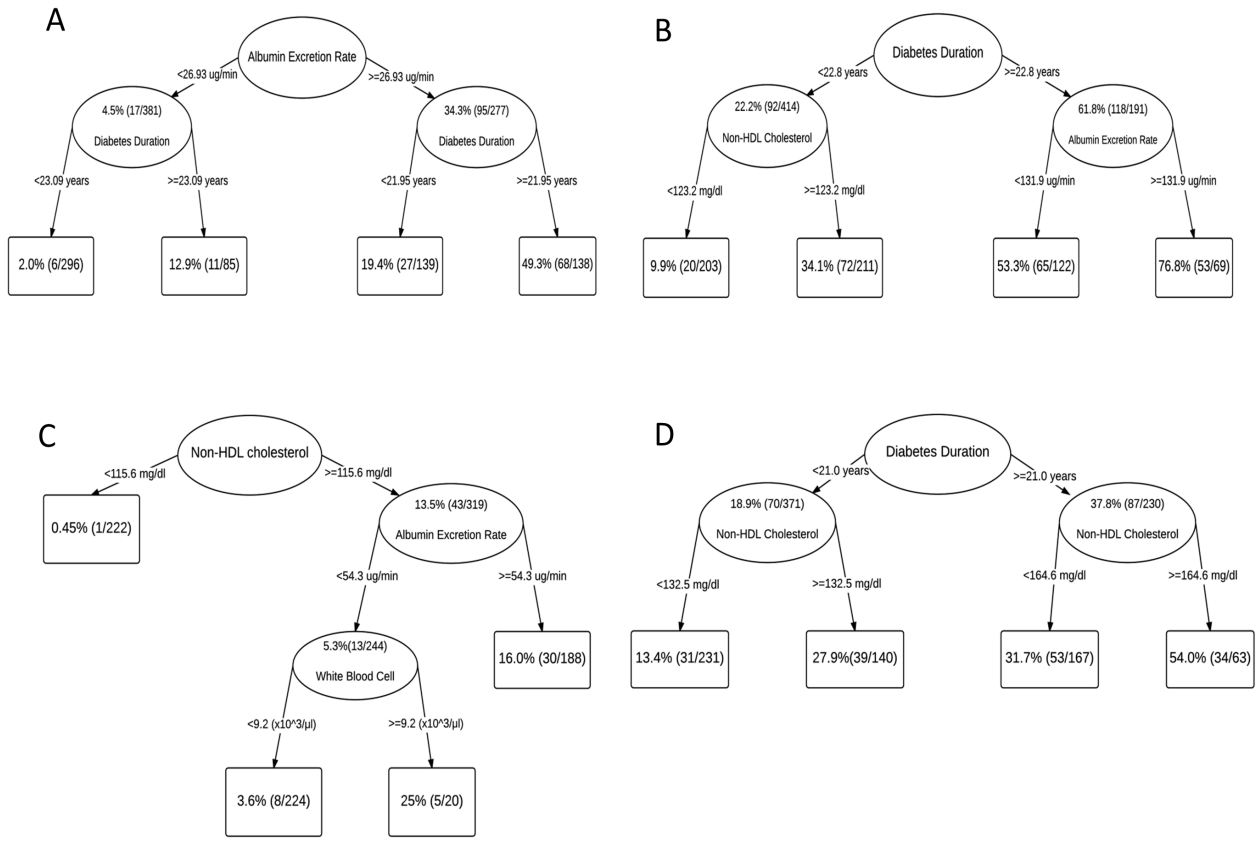 A
Albumin Excretion Rate
<26.93 ug/min
>=26.93 ug/min
4.5% (17/381)
Diabetes Duration
34.3% (95/277)
Diabetes Duration
<23.09 years
>=23.09 years
<21.95 years
>=21.95 years
2.0% (6/296)
12.9% (11/85)
19.4% (27/139)
49.3% (68/138)
B
Diabetes Duration
<22.8 years
>=22.8 years
22.2% (92/414)
Non-HDL Cholesterol
61.8% (118/191)
Albumin Excretion Rate
<123.2 mg/dl
>=123.2 mg/dl
<131.9 ug/min
>=131.9 ug/min
9.9% (20/203)
34.1% (72/211)
53.3% (65/122)
76.8% (53/69)
C
Non-HDL cholesterol
<115.6 mg/dl
>=115.6 mg/dl
0.45% (1/222)
13.5% (43/319)
Albumin Excretion Rate
<54.3 ug/min
>=54.3 ug/min
5.3%(13/244)
White Blood Cell
16.0% (30/188)
<9.2 (x10^3/µl)
>=9.2 (x10^3/µl)
3.6% (8/224)
25% (5/20)
D
Diabetes Duration
<21.0 years
>=21.0 years
18.9% (70/371)
Non-HDL Cholesterol
37.8% (87/230)
Non-HDL Cholesterol
<132.5 mg/dl
>=132.5 mg/dl
<164.6 mg/dl
>=164.6 mg/dl
13.4% (31/231)
27.9%(39/140)
31.7% (53/167)
54.0% (34/63)